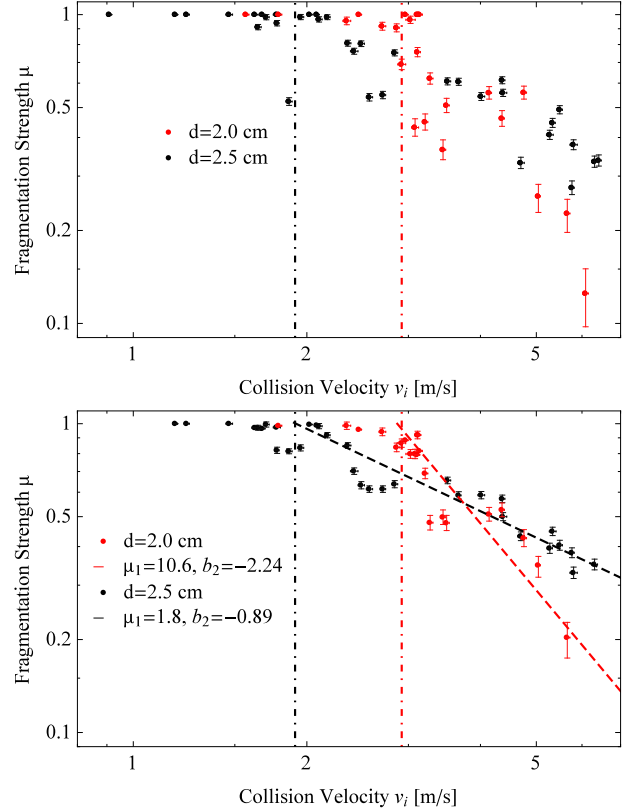 1
0.5
0.2
0.1
Fragmentation Strength μ
d=2.0 cm
d=2.5 cm
1
2
5
Collision Velocity v_i [m/s]
1
0.5
0.2
0.1
Fragmentation Strength μ
d=2.0 cm
μ₁=10.6, b₂=−2.24
d=2.5 cm
μ₁=1.8, b₂=−0.89
1
2
5
Collision Velocity v_i [m/s]